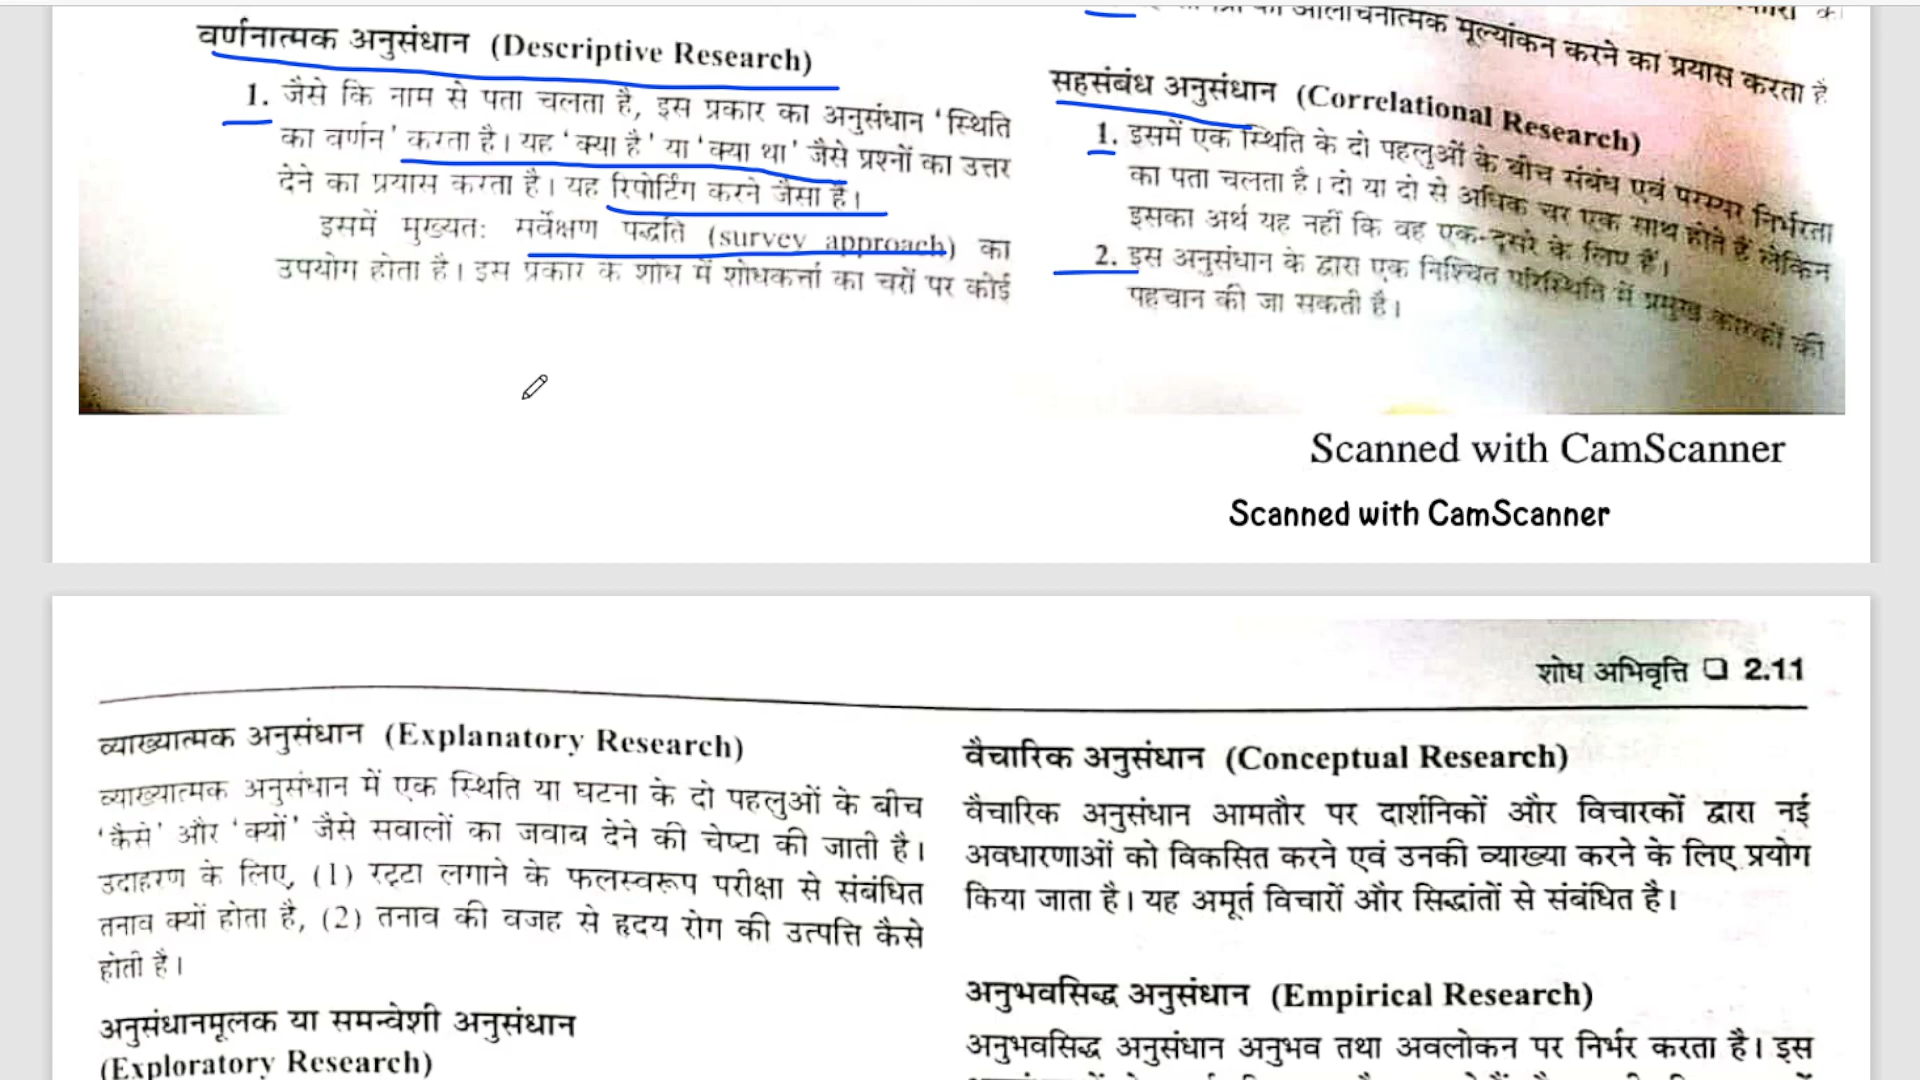 वर्णनात्मक अनुसंधान (Descriptive Research)
1. जैसे कि नाम से पता चलता है, इस प्रकार का अनुसंधान ‘स्थिति
का वर्णन’ करता है। यह ‘क्या है’ या ‘क्या था’ जैसे प्रश्नों का उत्तर
देने का प्रयास करता है। यह रिपोर्टिंग करने जैसा है।
इसमें मुख्यतः सर्वेक्षण पद्धति (survey approach) का
उपयोग होता है। इस प्रकार के शोध में शोधकर्त्ता का चरों पर कोई
आलोचनात्मक मूल्यांकन करने का प्रयास करता है
सहसंबंध अनुसंधान (Correlational Research)
1. इसमें एक स्थिति के दो पहलुओं के बीच संबंध एवं परस्पर निर्भरता
का पता चलता है। दो या दो से अधिक चर एक साथ होते हैं लेकिन
इसका अर्थ यह नहीं कि वह एक-दूसरे के लिए हैं।
2. इस अनुसंधान के द्वारा एक निश्चित परिस्थिति में प्रमुख कारकों की
पहचान की जा सकती है।
Scanned with CamScanner
Scanned with CamScanner
शोध अभिवृत्ति ❑ 2.11
व्याख्यात्मक अनुसंधान (Explanatory Research)
व्याख्यात्मक अनुसंधान में एक स्थिति या घटना के दो पहलुओं के बीच
‘कैसे’ और ‘क्यों’ जैसे सवालों का जवाब देने की चेष्टा की जाती है।
उदाहरण के लिए, (1) रट्टा लगाने के फलस्वरूप परीक्षा से संबंधित
तनाव क्यों होता है, (2) तनाव की वजह से हृदय रोग की उत्पत्ति कैसे
होती है।
अनुसंधानमूलक या समन्वेशी अनुसंधान
(Exploratory Research)
वैचारिक अनुसंधान (Conceptual Research)
वैचारिक अनुसंधान आमतौर पर दार्शनिकों और विचारकों द्वारा नई
अवधारणाओं को विकसित करने एवं उनकी व्याख्या करने के लिए प्रयोग
किया जाता है। यह अमूर्त विचारों और सिद्धांतों से संबंधित है।
अनुभवसिद्ध अनुसंधान (Empirical Research)
अनुभवसिद्ध अनुसंधान अनुभव तथा अवलोकन पर निर्भर करता है। इस